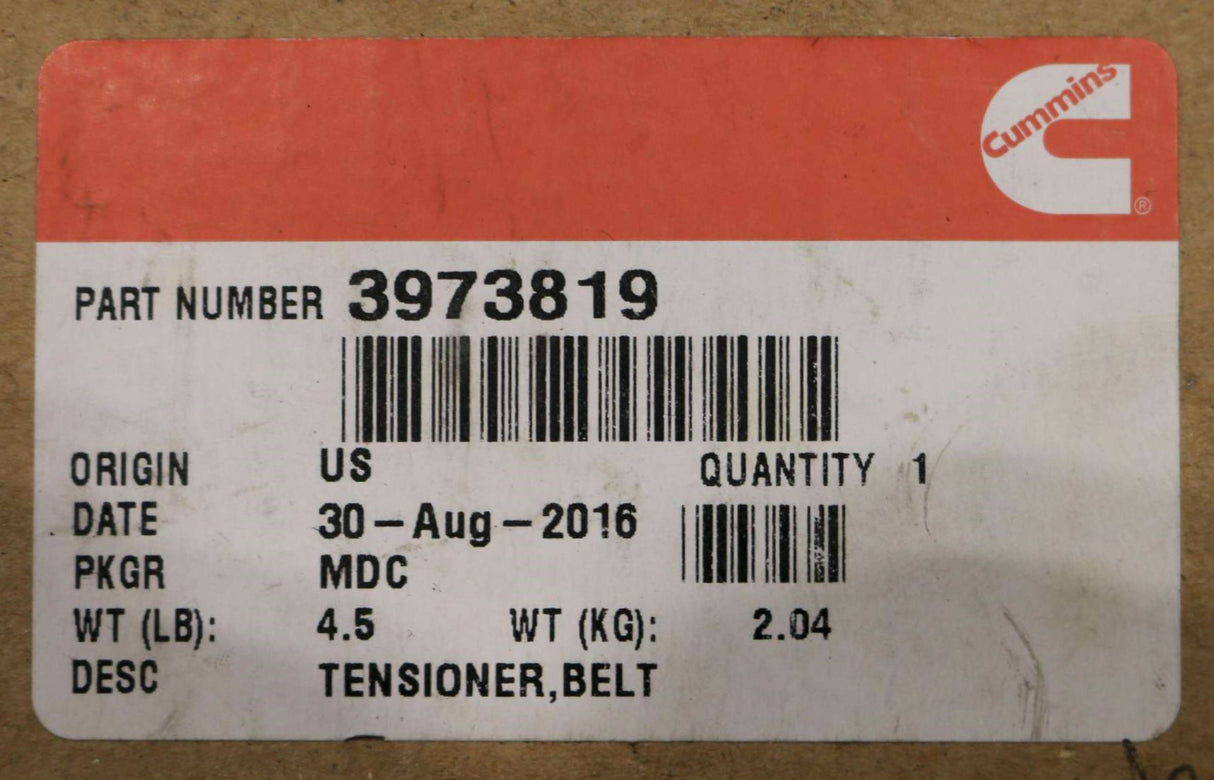 Cummins
®
PART NUMBER 3973819
ORIGIN US QUANTITY 1
DATE 30-Aug-2016
PKGR MDC
WT (LB): 4.5 WT (KG): 2.04
DESC TENSIONER,BELT